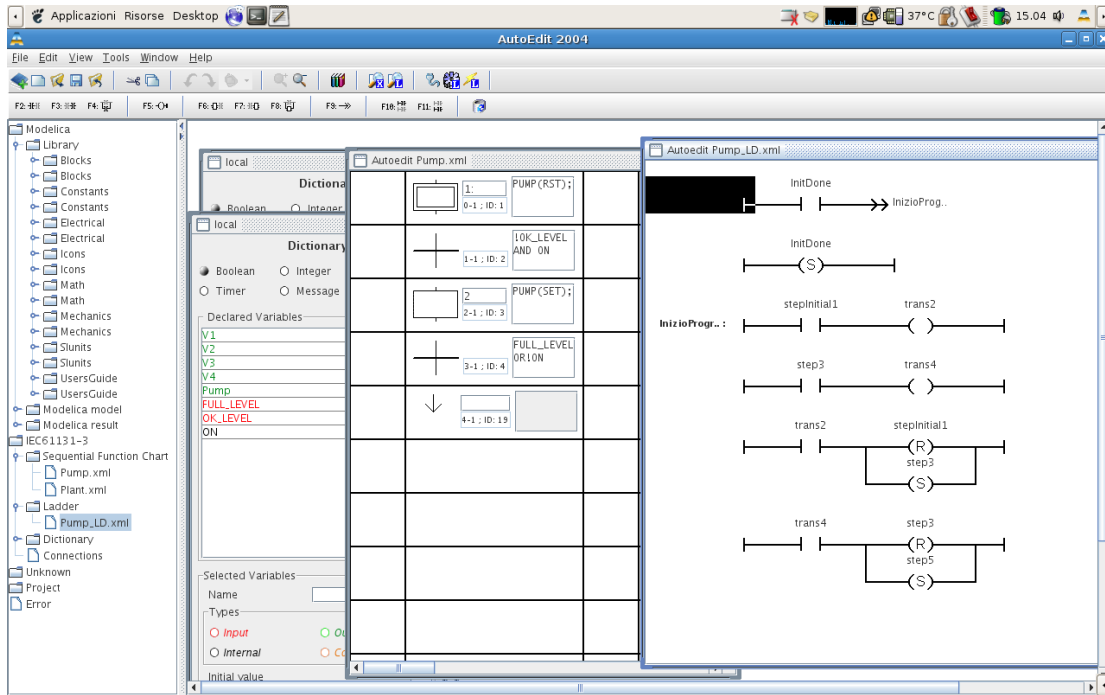 Applicazioni Risorse Desktop
37°C
15.04
AutoEdit 2004
File Edit View Tools Window Help
F2: F3: F4: F5: F6: F7: F8: F9: F10: F11:
Modelica
Library
Blocks
Blocks
Constants
Constants
Electrical
Electrical
Icons
Icons
Math
Math
Mechanics
Mechanics
SIunits
SIunits
UsersGuide
UsersGuide
Modelica model
Modelica result
IEC61131-3
Sequential Function Chart
Pump.xml
Plant.xml
Ladder
Pump_LD.xml
Dictionary
Connections
Unknown
Project
Error
local
Dictiona
Boolean Integer
local
Dictionary
Boolean Integer
Timer Message
Declared Variables
V1
V2
V3
V4
Pump
FULL_LEVEL
OK_LEVEL
ON
Selected Variables
Name
Types
Input
Internal
Initial value
Autoedit Pump.xml
1:
PUMP(RST);
0-1 ; ID: 1
!OK_LEVEL
AND ON
1-1 ; ID: 2
2
PUMP(SET);
2-1 ; ID: 3
FULL_LEVEL
OR!ON
3-1 ; ID: 4
4-1 ; ID: 19
Autoedit Pump_LD.xml
InitDone
InizioProg..
InitDone
S
stepInitial1 trans2
InizioProgr.. :
step3 trans4
trans2 stepInitial1
R
step3
S
trans4 step3
R
step5
S